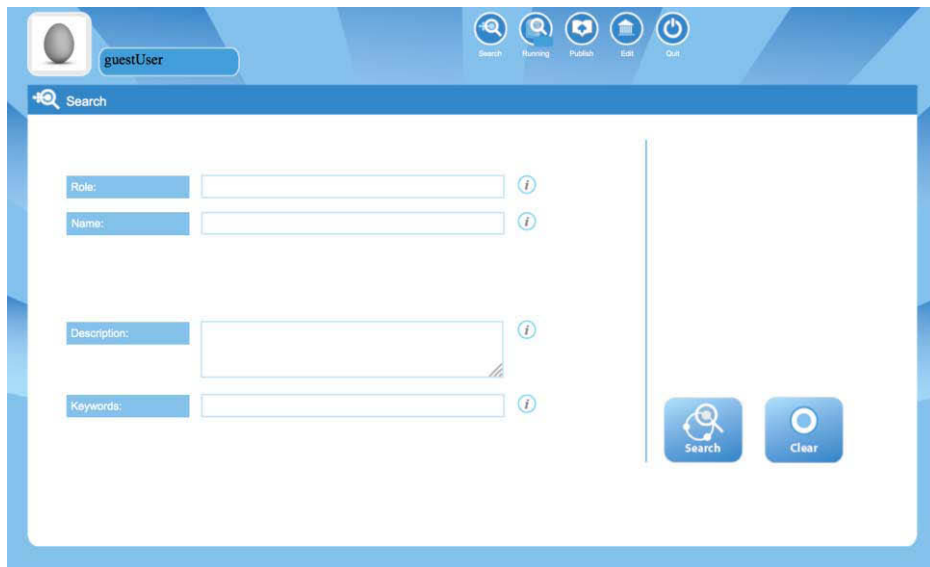 guestUser
Search Running Publish Edit Quit
Search
Role:
i
Name:
i
Description:
i
Keywords:
i
Search Clear